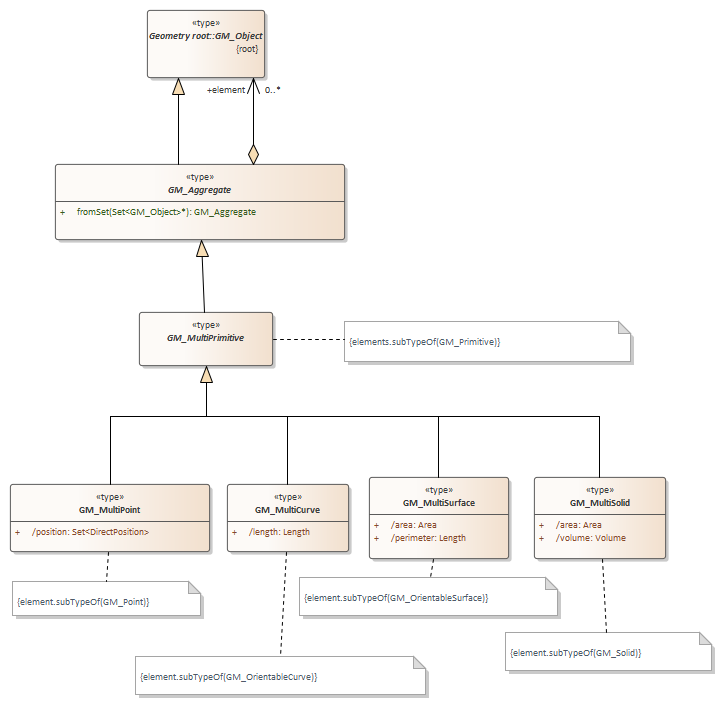 «type»
Geometry root::GM_Object
{root}
+element 0..*
«type»
GM_Aggregate
+ fromSet(Set<GM_Object>*): GM_Aggregate
«type»
GM_MultiPrimitive
{elements.subTypeOf(GM_Primitive)}
«type»
GM_MultiPoint
+ /position: Set<DirectPosition>
«type»
GM_MultiCurve
+ /length: Length
«type»
GM_MultiSurface
+ /area: Area
+ /perimeter: Length
«type»
GM_MultiSolid
+ /area: Area
+ /volume: Volume
{element.subTypeOf(GM_Point)}
{element.subTypeOf(GM_OrientableSurface)}
{element.subTypeOf(GM_Solid)}
{element.subTypeOf(GM_OrientableCurve)}